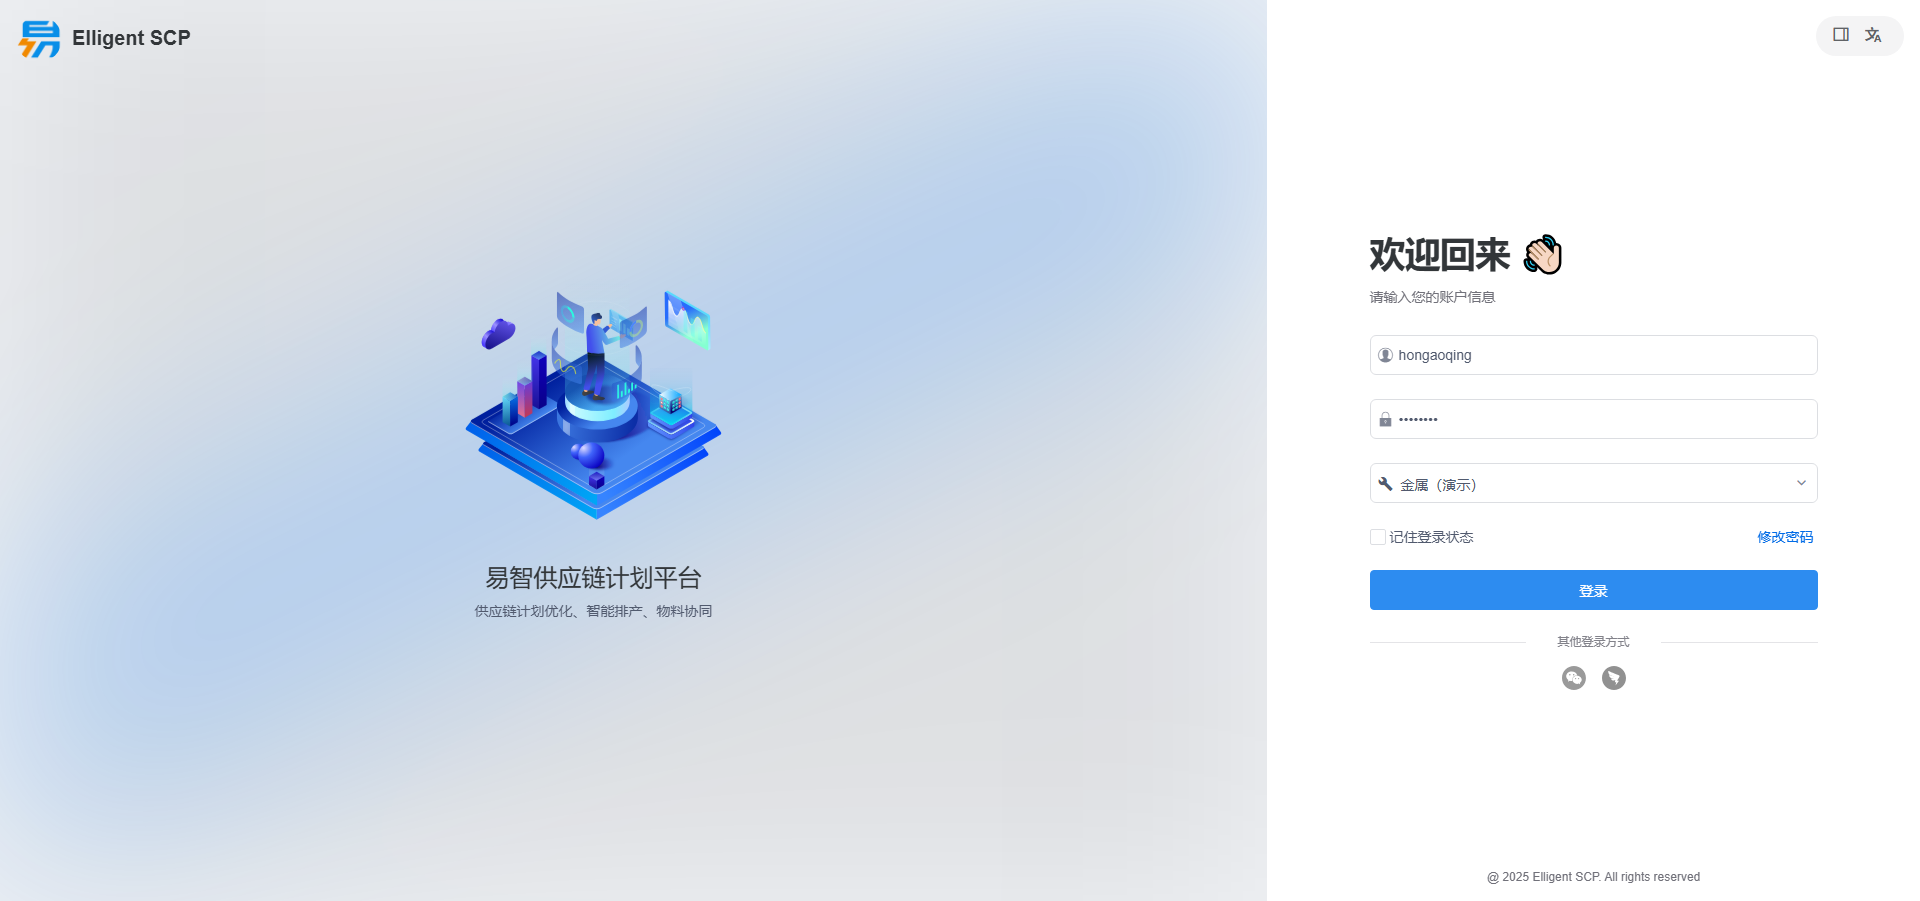 Elligent SCP
易智供应链计划平台
供应链计划优化、智能排产、物料协同
欢迎回来
请输入您的账户信息
hongaoqing
••••••••
金属（演示）
记住登录状态
修改密码
登录
其他登录方式
@ 2025 Elligent SCP. All rights reserved